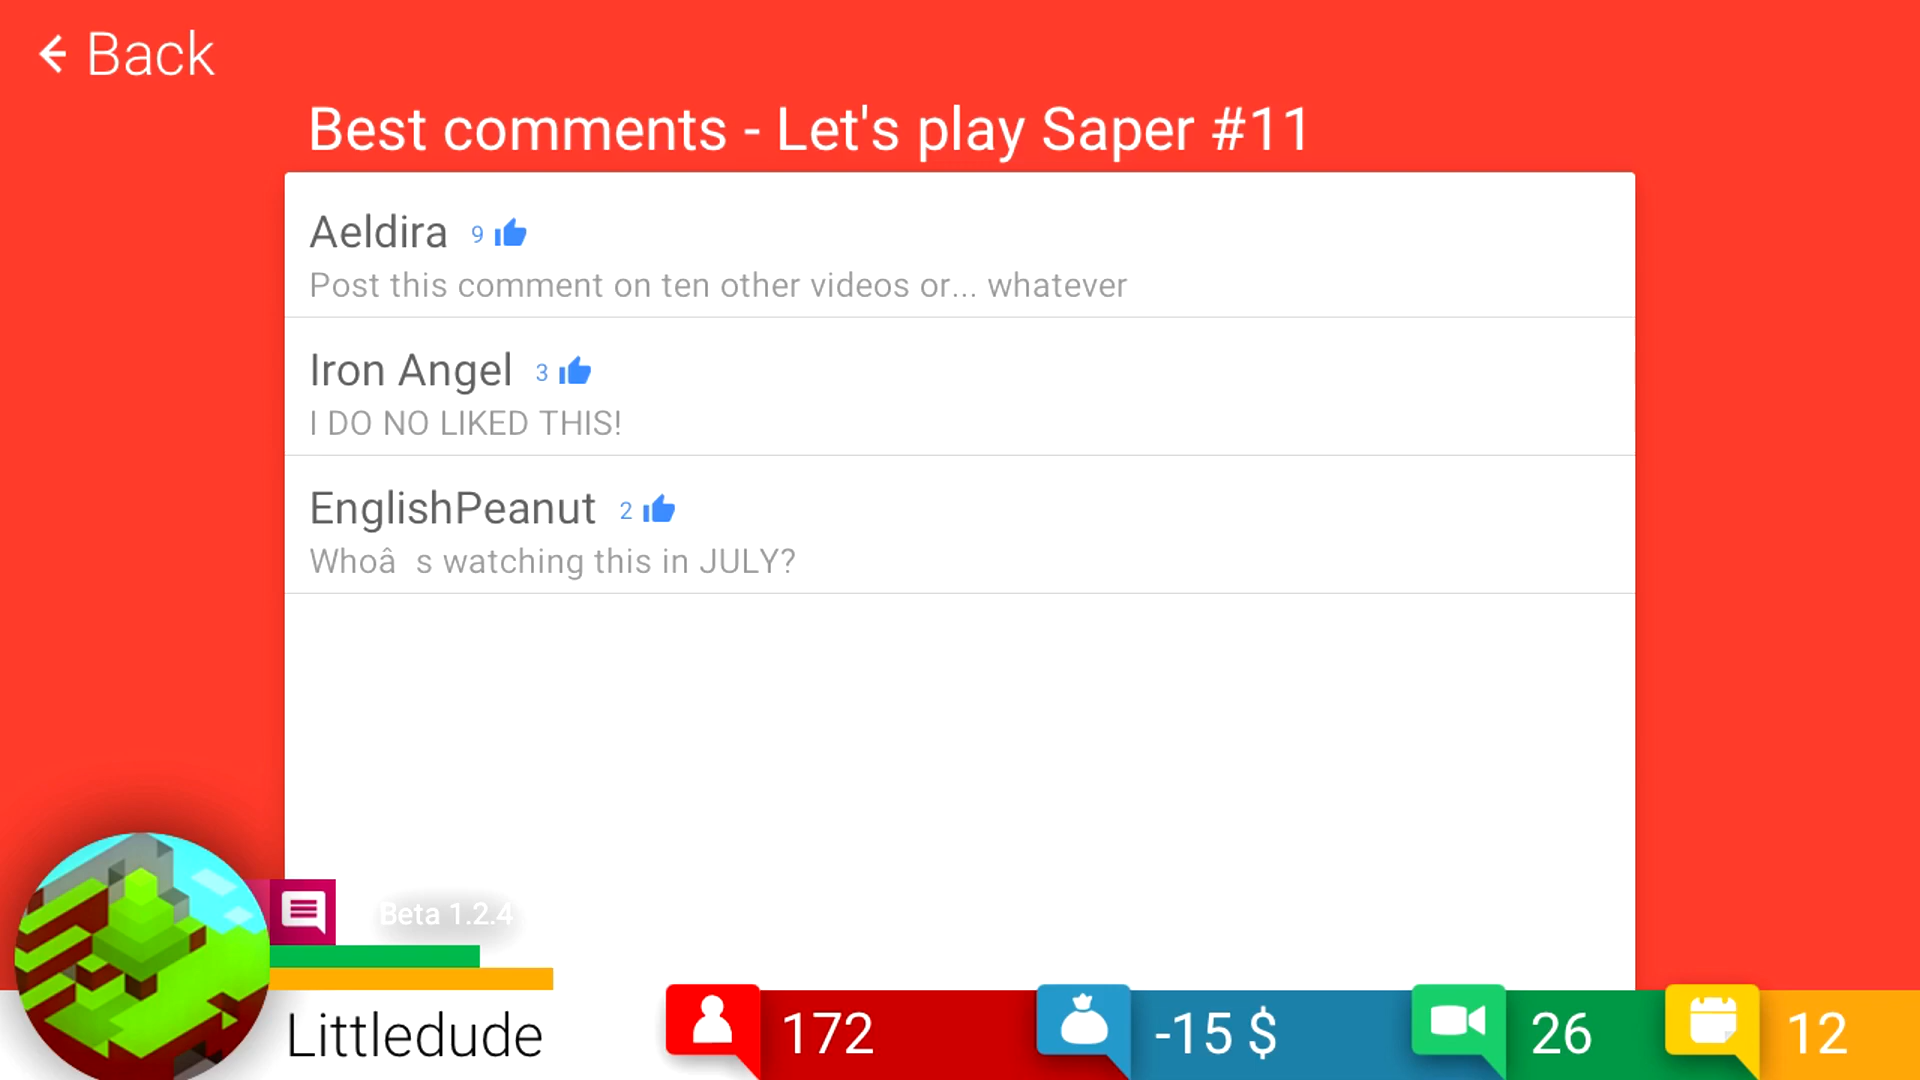 Back
Best comments - Let's play Saper #11
Aeldira 9
Post this comment on ten other videos or... whatever
Iron Angel 3
I DO NO LIKED THIS!
EnglishPeanut 2
Whoâ s watching this in JULY?
Beta 1.2.4
Littledude
172
-15 $
26
12